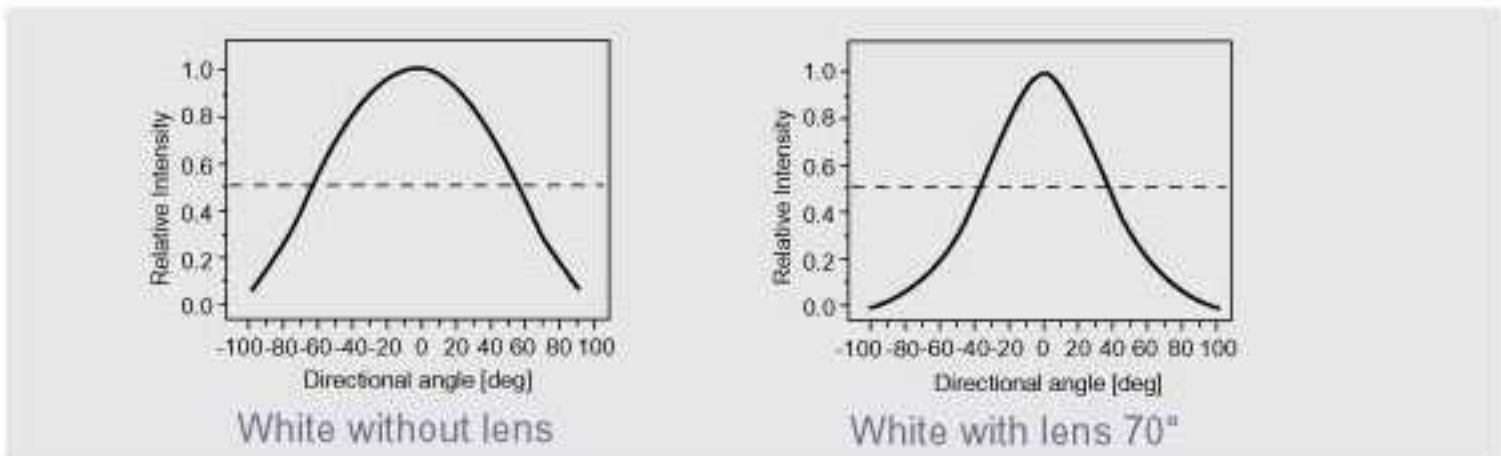 1.0
0.8
0.6
0.4
0.2
0.0
Relative Intensity
-100 -80 -60 -40 -20 0 20 40 60 80 100
Directional angle [deg]
White without lens
1.0
0.8
0.6
0.4
0.2
0.0
Relative Intensity
-100 -80 -60 -40 -20 0 20 40 60 80 100
Directional angle [deg]
White with lens 70°